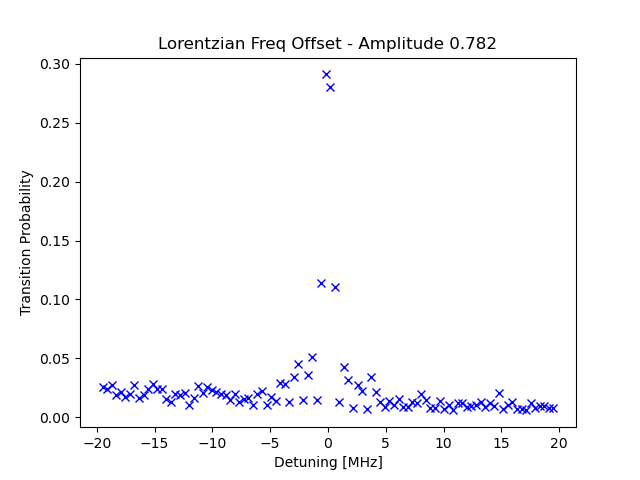 Lorentzian Freq Offset - Amplitude 0.782
0.30
0.25
0.20
0.15
0.10
0.05
0.00
Transition Probability
−20 −15 −10 −5 0 5 10 15 20
Detuning [MHz]